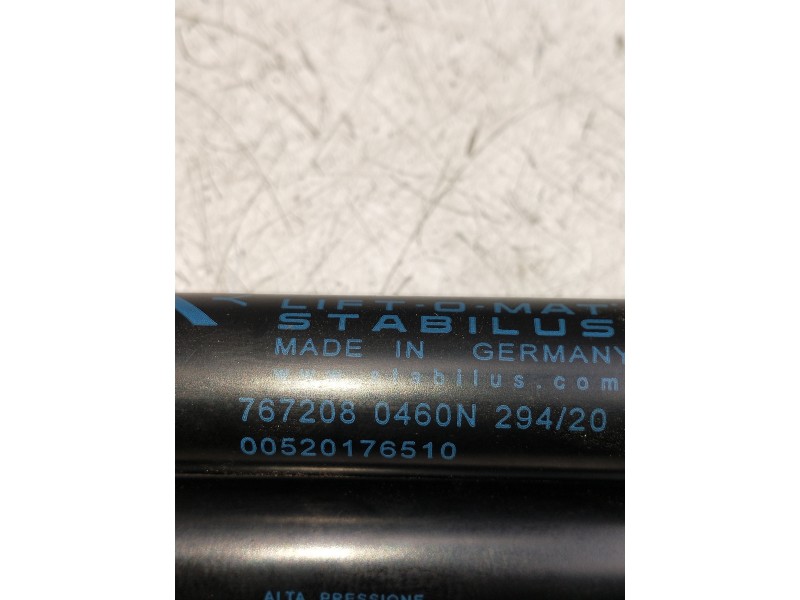 LIFT-O-MAT
STABILUS
MADE IN GERMANY
www.stabilus.com
767208 0460N 294/20
00520176510
ALTA PRESSIONE